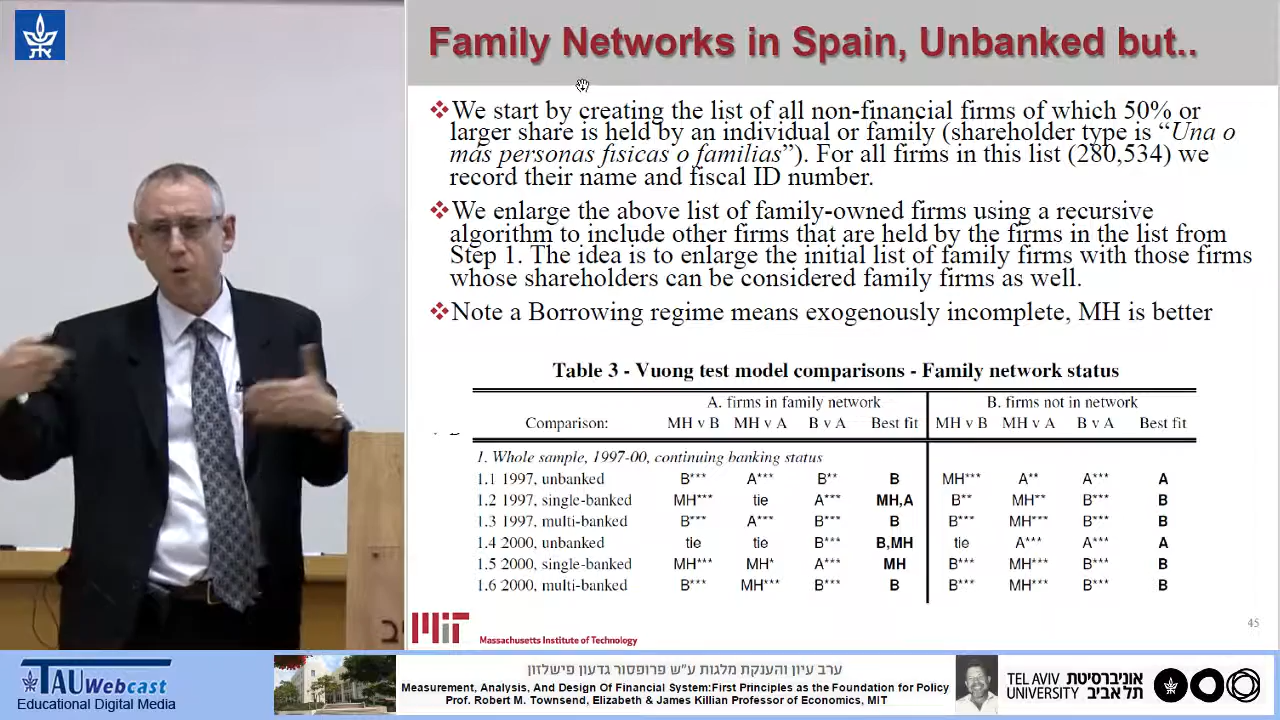 Family Networks in Spain, Unbanked but..
❖We start by creating the list of all non-financial firms of which 50% or
larger share is held by an individual or family (shareholder type is “Una o
más personas físicas o familias”). For all firms in this list (280,534) we
record their name and fiscal ID number.
❖We enlarge the above list of family-owned firms using a recursive
algorithm to include other firms that are held by the firms in the list from
Step 1. The idea is to enlarge the initial list of family firms with those firms
whose shareholders can be considered family firms as well.
❖Note a Borrowing regime means exogenously incomplete, MH is better
Table 3 - Vuong test model comparisons - Family network status
A. firms in family network B. firms not in network
Comparison: MH v B MH v A B v A Best fit MH v B MH v A B v A Best fit
1. Whole sample, 1997-00, continuing banking status
1.1 1997, unbanked B*** A*** B** B MH*** A** A*** A
1.2 1997, single-banked MH*** tie A*** MH,A B** MH** B*** B
1.3 1997, multi-banked B*** A*** B*** B B*** MH*** B*** B
1.4 2000, unbanked tie tie B*** B,MH tie A*** A*** A
1.5 2000, single-banked MH*** MH* A*** MH B*** MH*** B*** B
1.6 2000, multi-banked B*** MH*** B*** B B*** MH*** B*** B
MIT Massachusetts Institute of Technology
45
TAU Webcast
Educational Digital Media
ערב עיון והענקת מלגות ע"ש פרופסור גדעון פישלזון
Measurement, Analysis, And Design Of Financial System:First Principles as the Foundation for Policy
Prof. Robert M. Townsend, Elizabeth & James Killian Professor of Economics, MIT
TEL AVIV אוניברסיטת
UNIVERSITY תל אביב